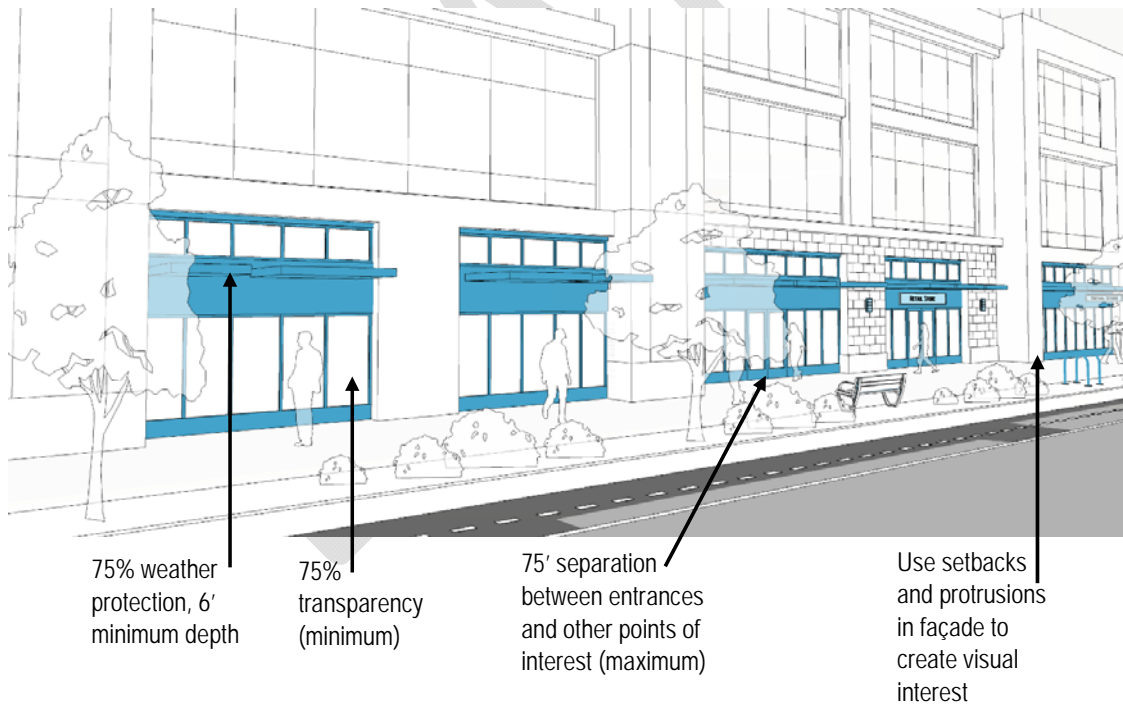 RETAIL STORE
75% weather
protection, 6′
minimum depth
75%
transparency
(minimum)
75′ separation
between entrances
and other points of
interest (maximum)
Use setbacks
and protrusions
in façade to
create visual
interest